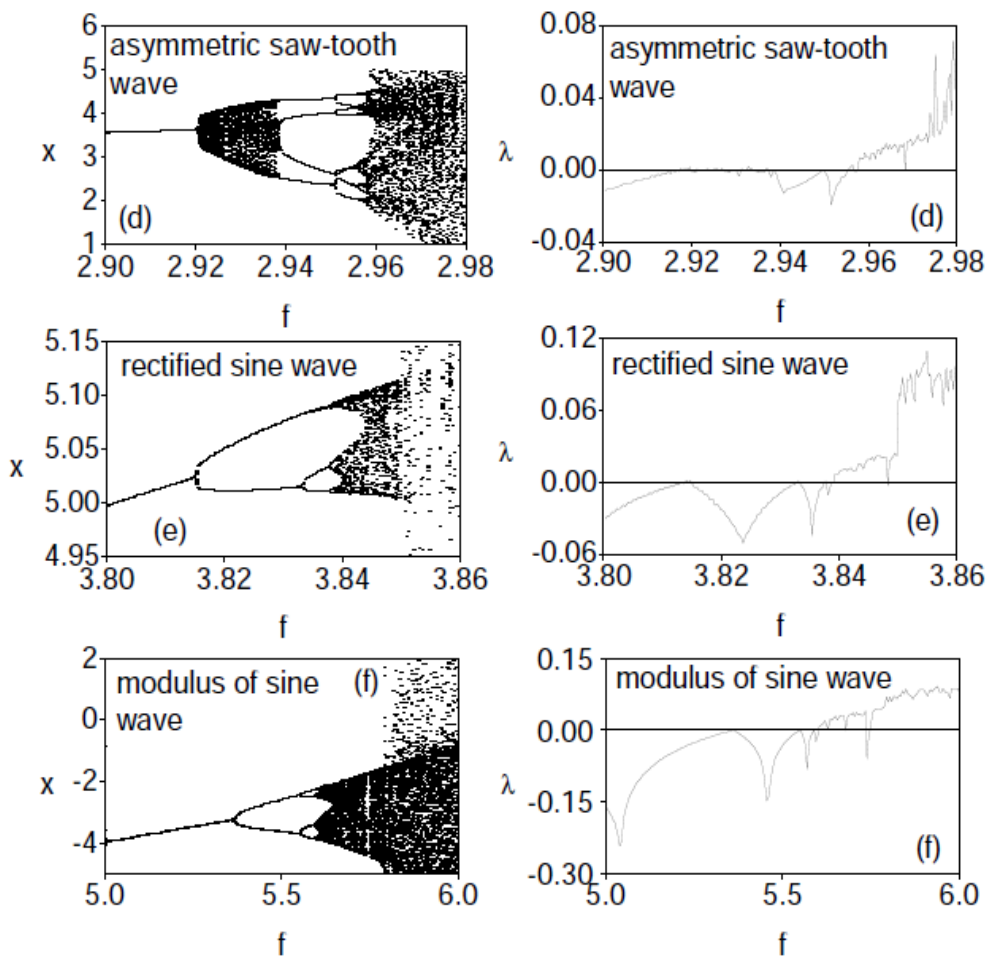 6
asymmetric saw-tooth
wave
5
4
x
3
2
(d)
1
2.90 2.92 2.94 2.96 2.98
f
0.08
asymmetric saw-tooth
wave
0.04
λ
0.00
(d)
-0.04
2.90 2.92 2.94 2.96 2.98
f
5.15
rectified sine wave
5.10
5.05
x
5.00
(e)
4.95
3.80 3.82 3.84 3.86
f
0.12
rectified sine wave
0.06
λ
0.00
(e)
-0.06
3.80 3.82 3.84 3.86
f
2
modulus of sine (f)
wave
0
-2
x
-4
5.0 5.5 6.0
f
0.15
modulus of sine wave
0.00
λ
-0.15
(f)
-0.30
5.0 5.5 6.0
f